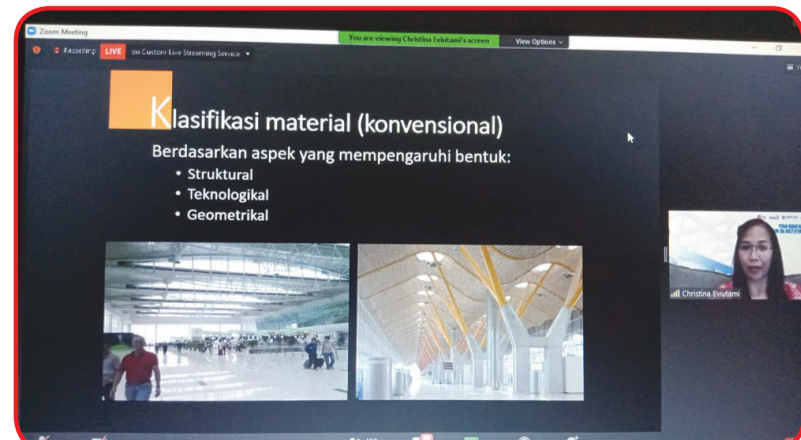 Zoom Meeting
You are viewing Christina Eviutami's screen
View Options
Recording
LIVE
on Custom Live Streaming Service
Klasifikasi material (konvensional)
Berdasarkan aspek yang mempengaruhi bentuk:
• Struktural
• Teknologikal
• Geometrikal
Christina Eviutami